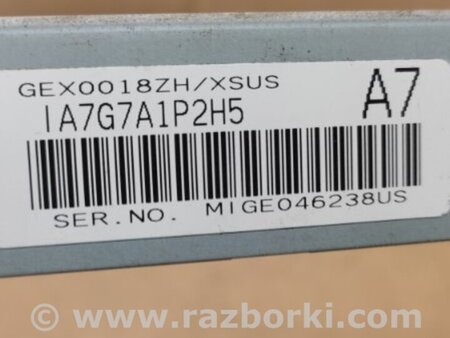 GEX0018ZH/XSUS
A7
IA7G7A1P2H5
SER.NO. MIGE046238US
© www.razborki.com